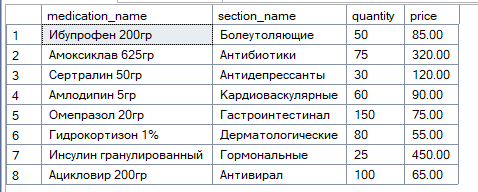 medication_name section_name quantity price
1 Ибупрофен 200гр Болеутоляющие 50 85.00
2 Амоксиклав 625гр Антибиотики 75 320.00
3 Сертралин 50гр Антидепрессанты 30 120.00
4 Амлодипин 5гр Кардиоваскулярные 60 90.00
5 Омепразол 20гр Гастроинтестинал 150 75.00
6 Гидрокортизон 1% Дерматологические 80 55.00
7 Инсулин гранулированный Гормональные 25 450.00
8 Ацикловир 200гр Антивирал 100 65.00